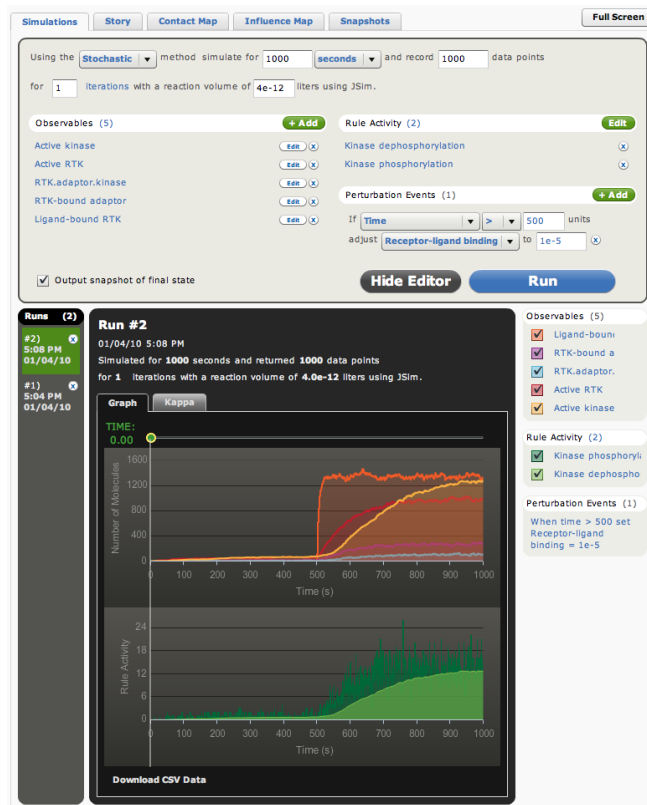 Simulations Story Contact Map Influence Map Snapshots Full Screen
Using the Stochastic method simulate for 1000 seconds and record 1000 data points
for 1 iterations with a reaction volume of 4e-12 liters using JSim.
Observables (5) + Add
Active kinase Edit x
Active RTK Edit x
RTK.adaptor.kinase Edit x
RTK-bound adaptor Edit x
Ligand-bound RTK Edit x
Rule Activity (2) Edit
Kinase dephosphorylation x
Kinase phosphorylation x
Perturbation Events (1) + Add
If Time > 500 units
adjust Receptor-ligand binding to 1e-5 x
Output snapshot of final state
Hide Editor Run
Runs (2)
#2) x
5:08 PM
01/04/10
#1) x
5:04 PM
01/04/10
Run #2
01/04/10 5:08 PM
Simulated for 1000 seconds and returned 1000 data points
for 1 iterations with a reaction volume of 4.0e-12 liters using JSim.
Graph Kappa
TIME:
0.00
Number of Molecules
1600
1200
800
400
0
0 100 200 300 400 500 600 700 800 900 1000
Time (s)
Rule Activity
24
18
12
6
0
0 100 200 300 400 500 600 700 800 900 1000
Time (s)
Download CSV Data
Observables (5)
Ligand-boun
RTK-bound a
RTK.adaptor.
Active RTK
Active kinase
Rule Activity (2)
Kinase phosphoryl
Kinase dephospho
Perturbation Events (1)
When time > 500 set
Receptor-ligand
binding = 1e-5